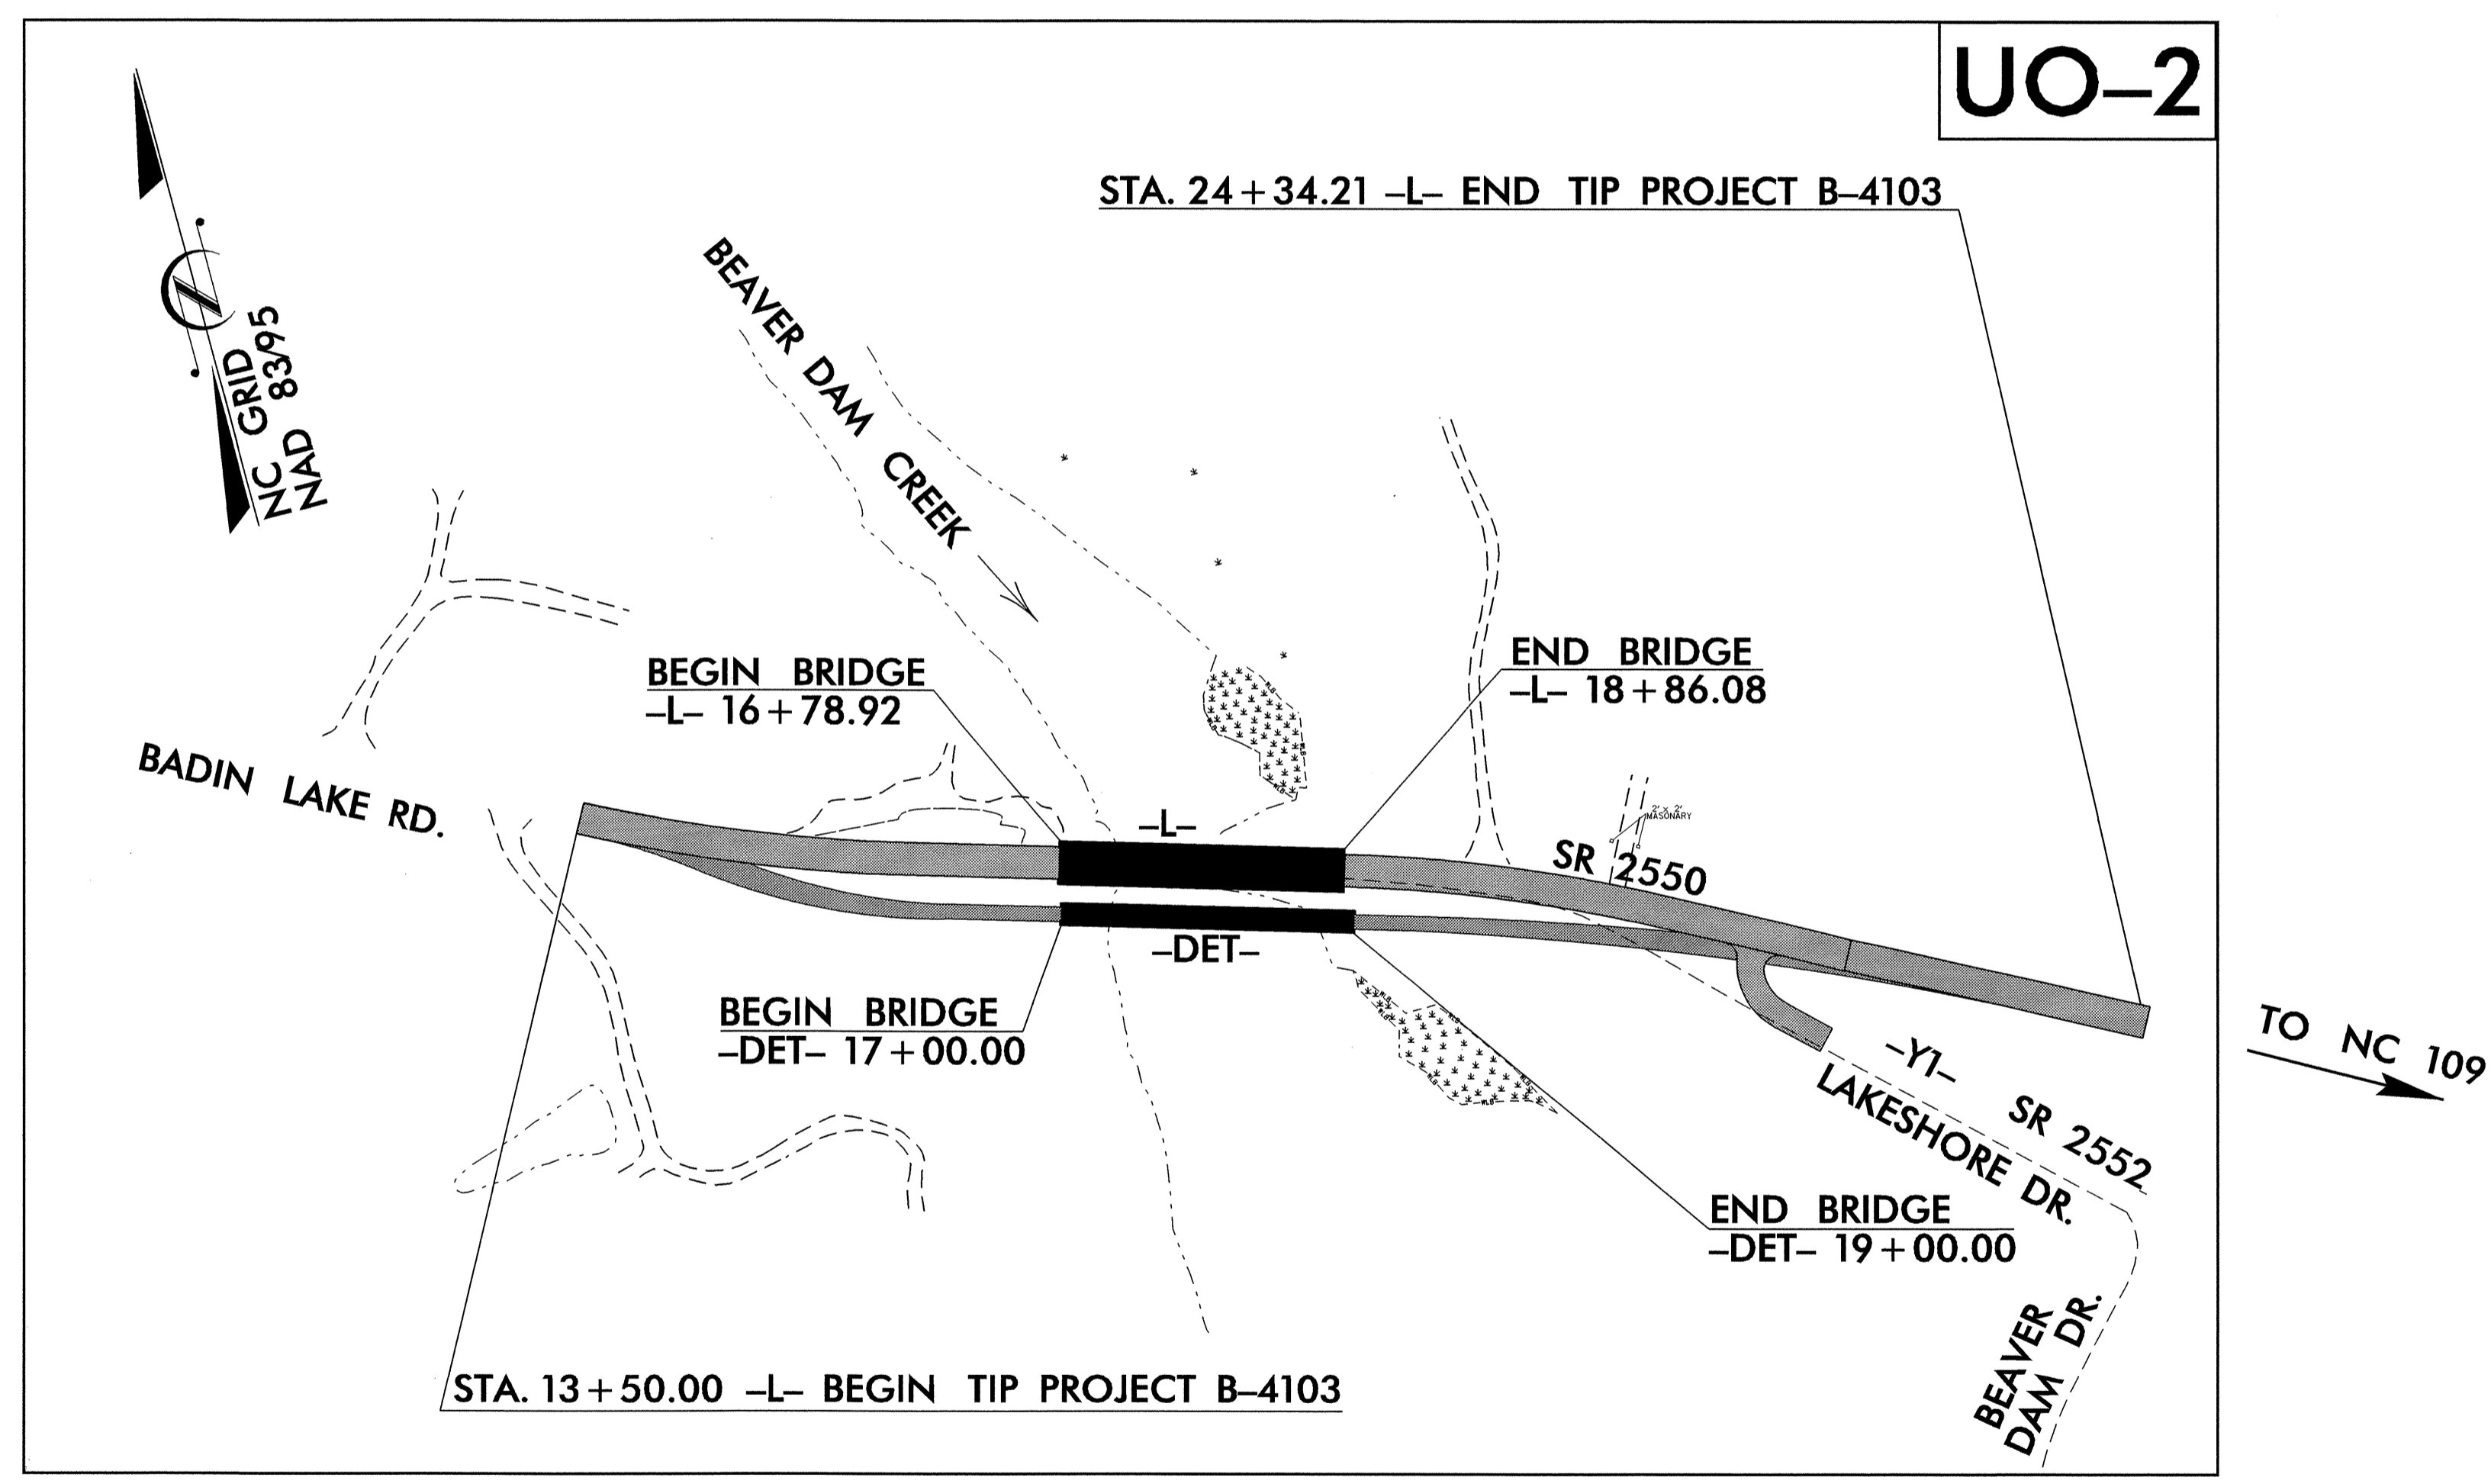 UO–2
STA. 24+34.21 –L– END TIP PROJECT B–4103
N
NC GRID
NAD 83/95
BEAVER DAM CREEK
BEGIN BRIDGE
–L– 16+78.92
END BRIDGE
–L– 18+86.08
BADIN LAKE RD.
–L–
2' x 2'
MASONARY
SR 2550
–DET–
BEGIN BRIDGE
–DET– 17+00.00
TO NC 109
–Y1–
SR 2552
LAKESHORE DR.
WLB
END BRIDGE
–DET– 19+00.00
BEAVER
DAM DR.
STA. 13+50.00 –L– BEGIN TIP PROJECT B–4103